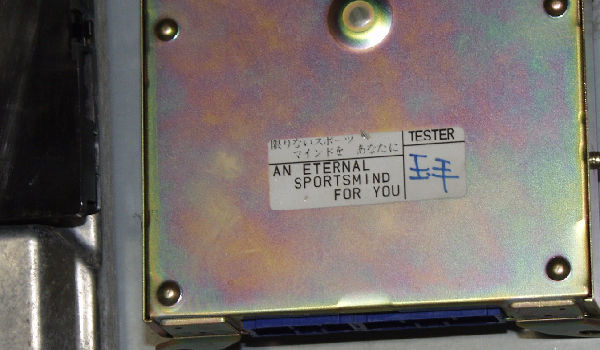 限りないスポーツ
マインドを あなたに
AN ETERNAL
SPORTSMIND
FOR YOU
TESTER